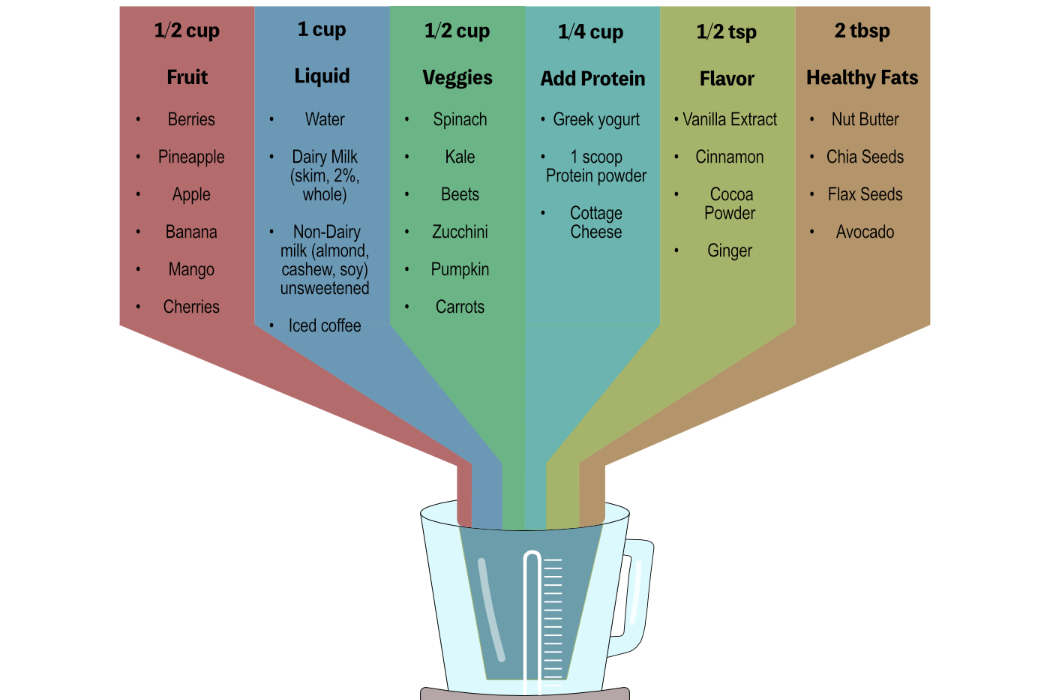 1/2 cup
Fruit
• Berries
• Pineapple
• Apple
• Banana
• Mango
• Cherries
1 cup
Liquid
• Water
• Dairy Milk
(skim, 2%,
whole)
• Non-Dairy
milk (almond,
cashew, soy)
unsweetened
• Iced coffee
1/2 cup
Veggies
• Spinach
• Kale
• Beets
• Zucchini
• Pumpkin
• Carrots
1/4 cup
Add Protein
• Greek yogurt
• 1 scoop
Protein powder
• Cottage
Cheese
1/2 tsp
Flavor
• Vanilla Extract
• Cinnamon
• Cocoa
Powder
• Ginger
2 tbsp
Healthy Fats
• Nut Butter
• Chia Seeds
• Flax Seeds
• Avocado